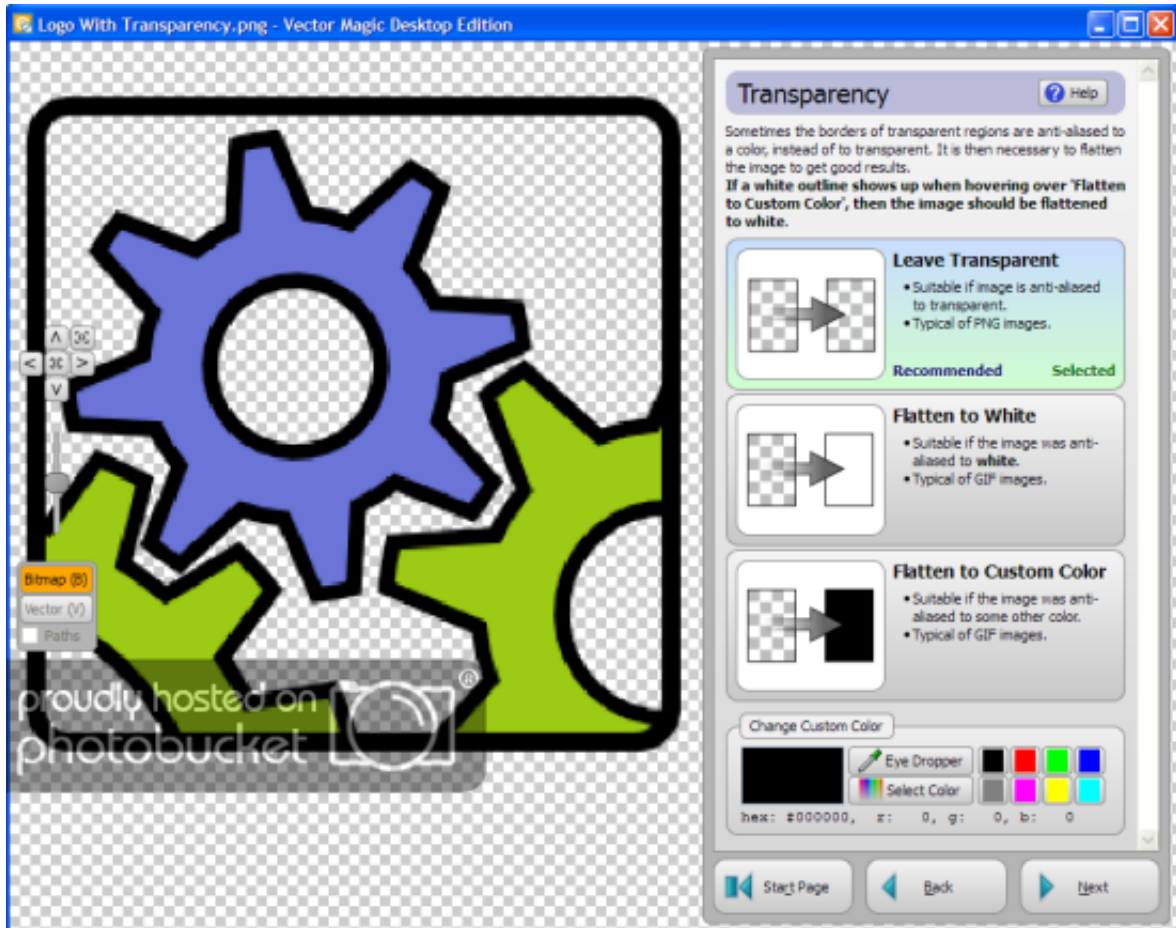 Logo With Transparency.png - Vector Magic Desktop Edition
Transparency
Help
Sometimes the borders of transparent regions are anti-aliased to
a color, instead of to transparent. It is then necessary to flatten
the image to get good results.
If a white outline shows up when hovering over 'Flatten
to Custom Color', then the image should be flattened
to white.
Leave Transparent
• Suitable if image is anti-aliased
to transparent.
• Typical of PNG images.
Recommended Selected
Flatten to White
• Suitable if the image was anti-
aliased to white.
• Typical of GIF images.
Flatten to Custom Color
• Suitable if the image was anti-
aliased to some other color.
• Typical of GIF images.
Change Custom Color
Eye Dropper
Select Color
hex: #000000, r: 0, g: 0, b: 0
Start Page Back Next
Bitmap (B)
Vector (V)
Paths
proudly hosted on
photobucket ®